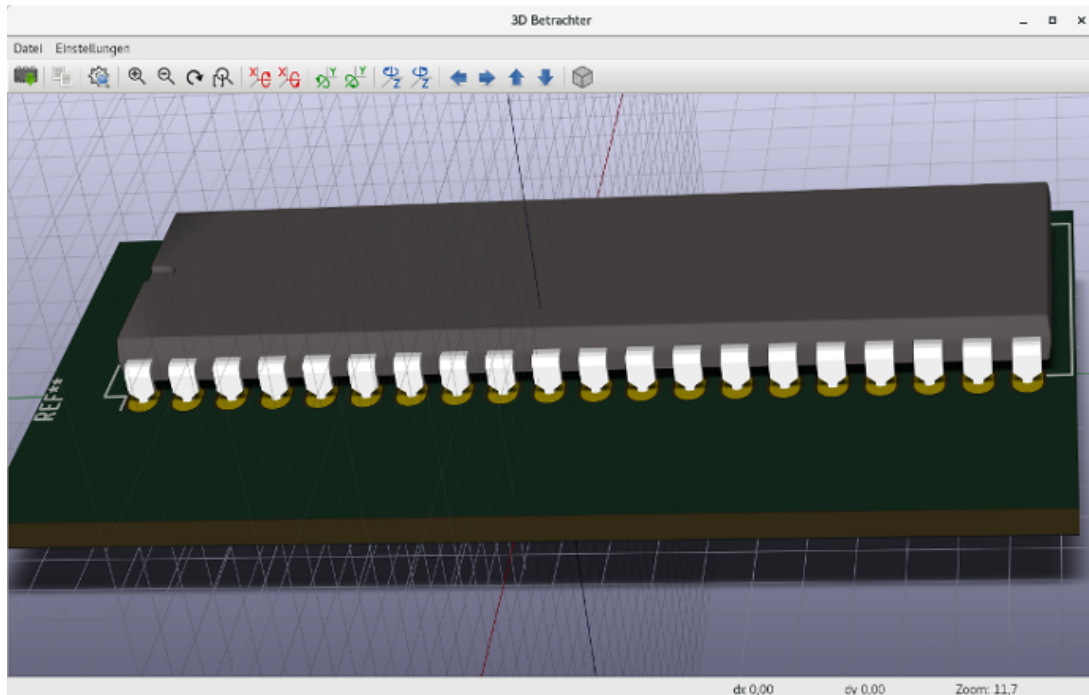 3D Betrachter
Datei Einstellungen
X X Y Y Z Z
REF**
dx 0,00 dy 0,00 Zoom: 11,7